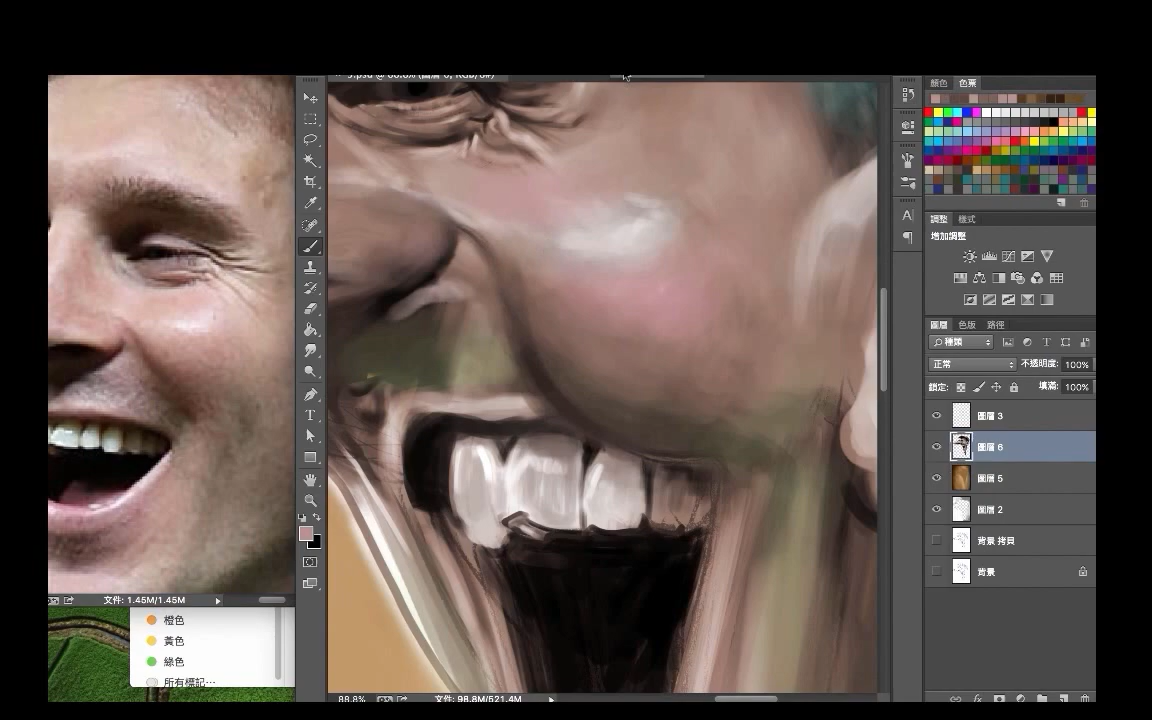 顏色 色票
調整 樣式
增加調整
圖層 色版 路徑
種類
正常 不透明度: 100%
鎖定: 填滿: 100%
圖層 3
圖層 6
圖層 5
圖層 2
背景 拷貝
背景
文件: 1.45M/1.45M
橙色
黃色
綠色
所有標記…
88.8% 文件: 98.8M/521.4M